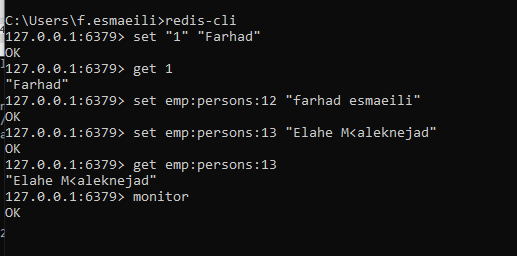 C:\Users\f.esmaeili>redis-cli
127.0.0.1:6379> set "1" "Farhad"
OK
127.0.0.1:6379> get 1
"Farhad"
127.0.0.1:6379> set emp:persons:12 "farhad esmaeili"
OK
127.0.0.1:6379> set emp:persons:13 "Elahe M<aleknejad"
OK
127.0.0.1:6379> get emp:persons:13
"Elahe M<aleknejad"
127.0.0.1:6379> monitor
OK